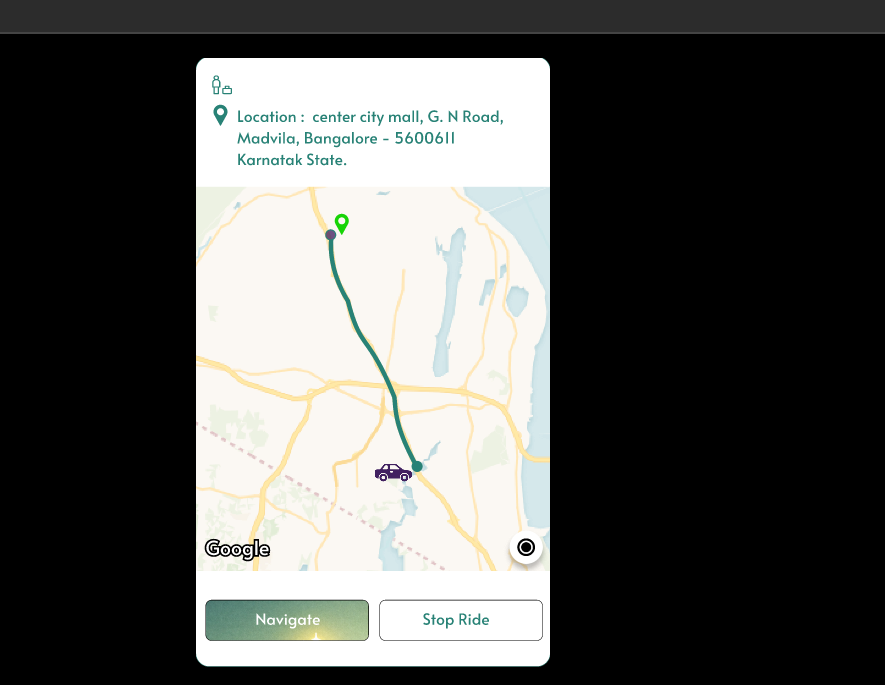 Location :  center city mall, G. N Road,
Madvila, Bangalore - 5600611
Karnatak State.
Google
Navigate
Stop Ride